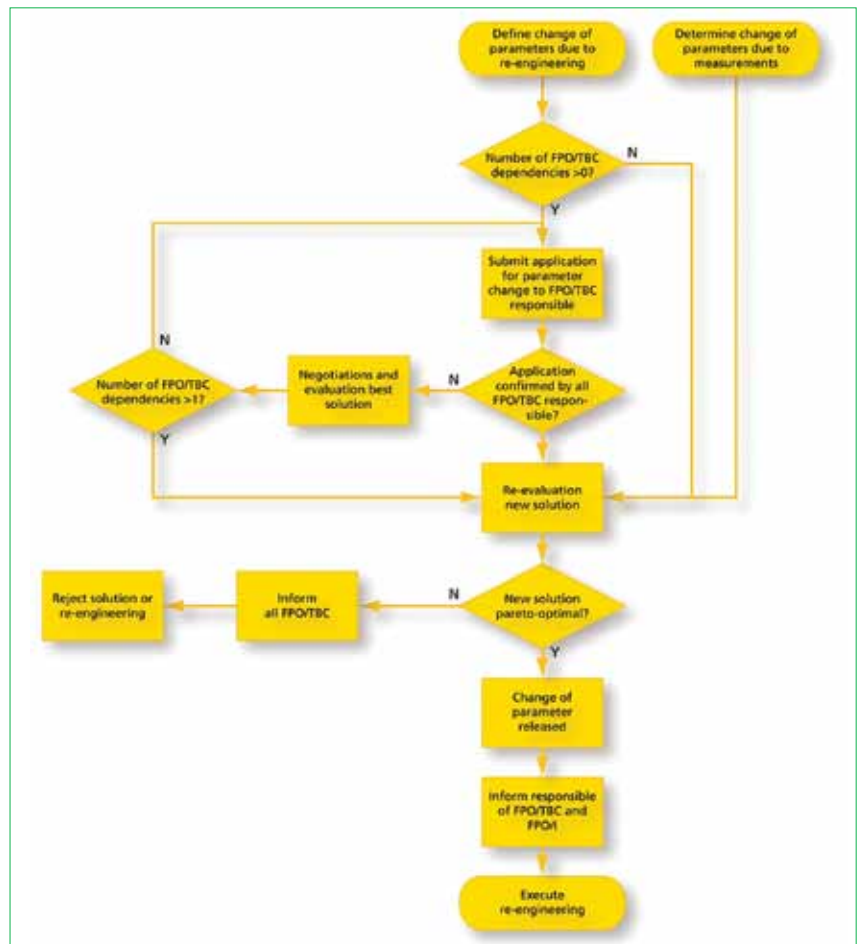 Define change of
parameters due to
re-engineering
Determine change of
parameters due to
measurements
Number of FPO/TBC
dependencies >0?
N
Y
Submit application
for parameter
change to FPO/TBC
responsible
Application
confirmed by all
FPO/TBC respon-
sible?
N
Negotiations and
evaluation best
solution
Number of FPO/TBC
dependencies >1?
N
Y
Re-evaluation
new solution
New solution
pareto-optimal?
N
Inform
all FPO/TBC
Reject solution or
re-engineering
Y
Change of
parameter
released
Inform responsible
of FPO/TBC and
FPO/I
Execute
re-engineering